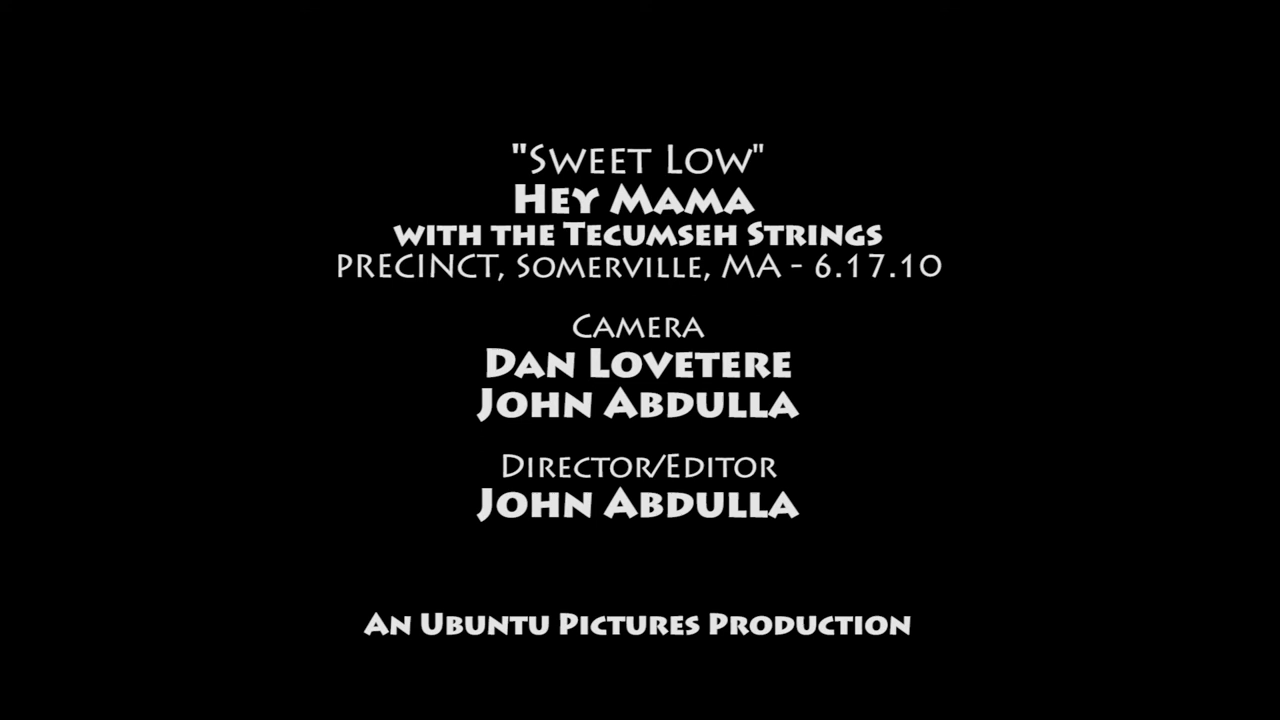 "Sweet Low"
Hey Mama
with the Tecumseh Strings
PRECINCT, Somerville, MA - 6.17.10
Camera
Dan Lovetere
John Abdulla
Director/Editor
John Abdulla
An Ubuntu Pictures Production